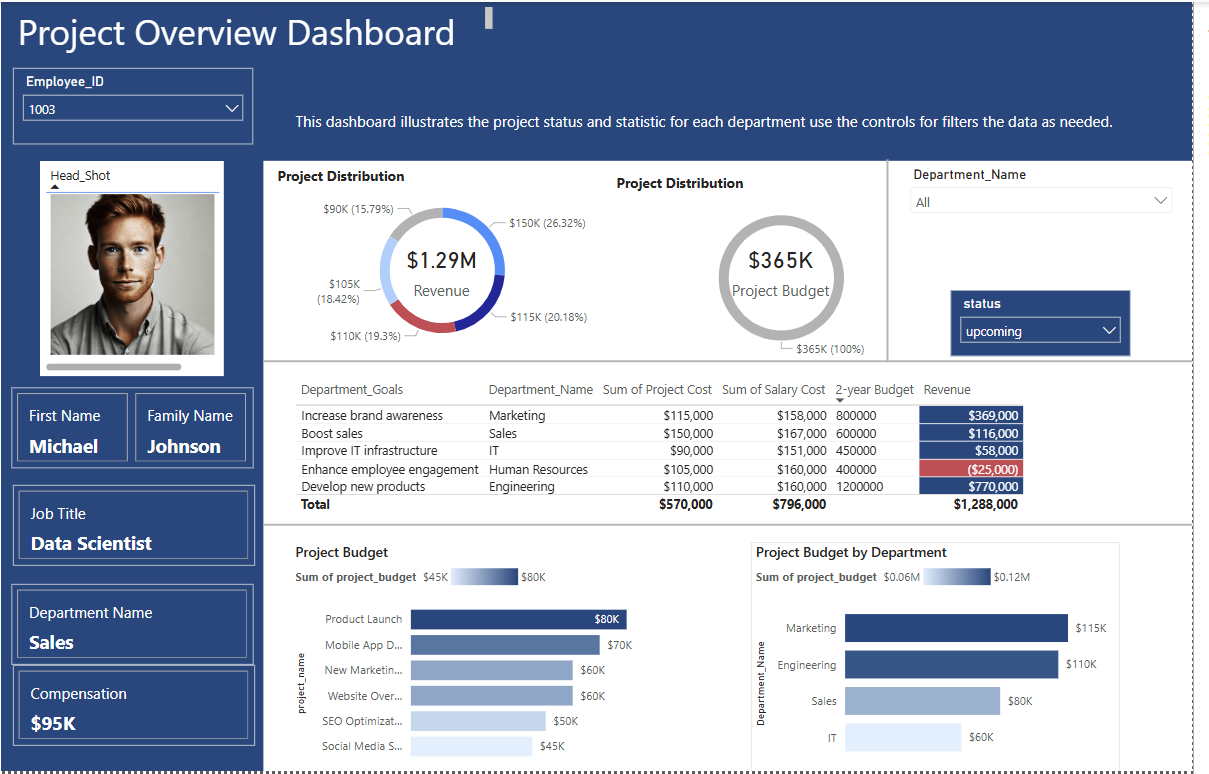 Project Overview Dashboard
Employee_ID
1003
This dashboard illustrates the project status and statistic for each department use the controls for filters the data as needed.
Head_Shot
First Name
Michael
Family Name
Johnson
Job Title
Data Scientist
Department Name
Sales
Compensation
$95K
Project Distribution
$90K (15.79%)
$150K (26.32%)
$105K
(18.42%)
$110K (19.3%)
$115K (20.18%)
$1.29M
Revenue
Project Distribution
$365K
Project Budget
$365K (100%)
Department_Name
All
status
upcoming
Department_Goals Department_Name Sum of Project Cost Sum of Salary Cost 2-year Budget Revenue
Increase brand awareness Marketing $115,000 $158,000 800000 $369,000
Boost sales Sales $150,000 $167,000 600000 $116,000
Improve IT infrastructure IT $90,000 $151,000 450000 $58,000
Enhance employee engagement Human Resources $105,000 $160,000 400000 ($25,000)
Develop new products Engineering $110,000 $160,000 1200000 $770,000
Total $570,000 $796,000 $1,288,000
Project Budget
Sum of project_budget $45K $80K
project_name
Product Launch $80K
Mobile App D... $70K
New Marketin... $60K
Website Over... $60K
SEO Optimizat... $50K
Social Media S... $45K
Project Budget by Department
Sum of project_budget $0.06M $0.12M
Department_Name
Marketing $115K
Engineering $110K
Sales $80K
IT $60K